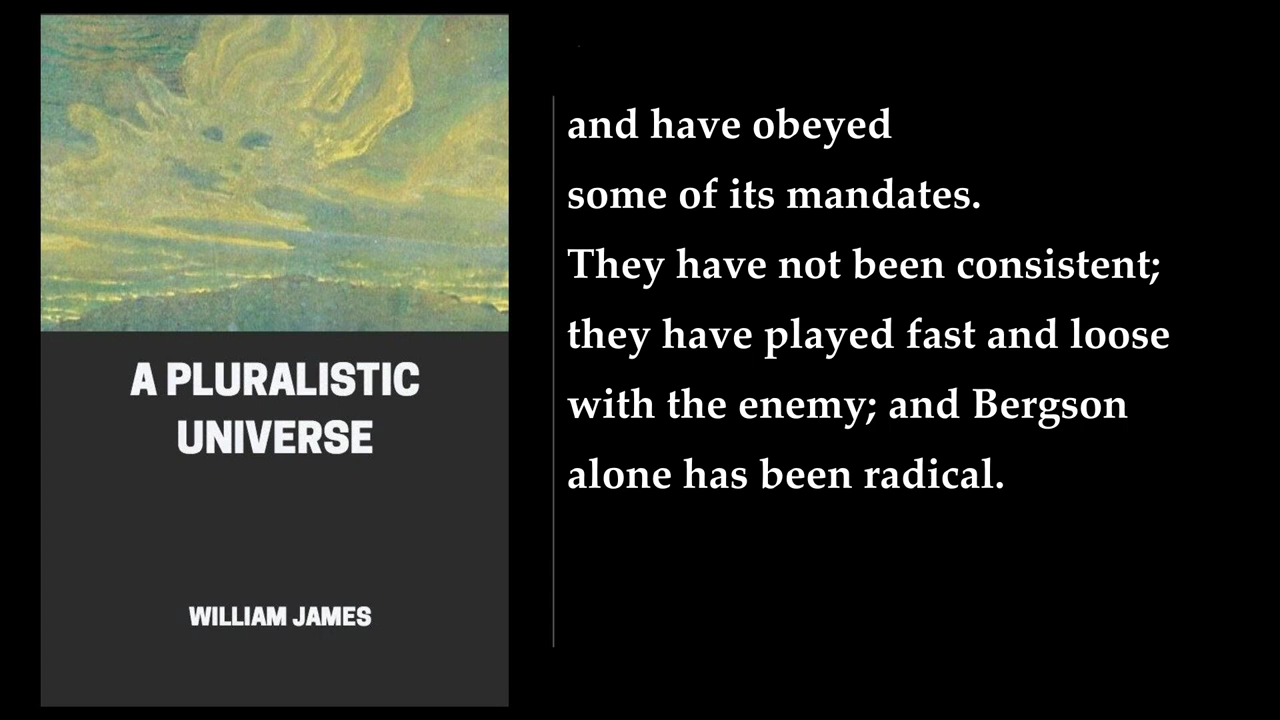 A PLURALISTIC
UNIVERSE
WILLIAM JAMES
and have obeyed
some of its mandates.
They have not been consistent;
they have played fast and loose
with the enemy; and Bergson
alone has been radical.